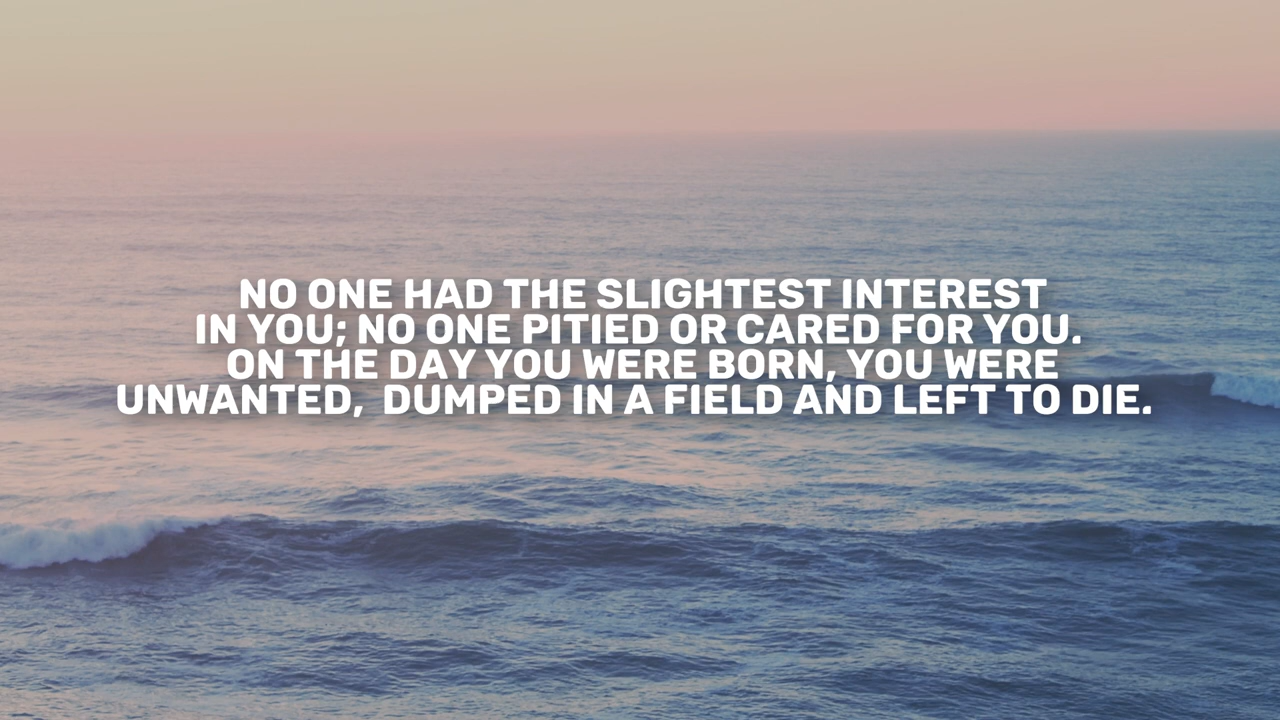 NO ONE HAD THE SLIGHTEST INTEREST
IN YOU; NO ONE PITIED OR CARED FOR YOU.
ON THE DAY YOU WERE BORN, YOU WERE
UNWANTED, DUMPED IN A FIELD AND LEFT TO DIE.